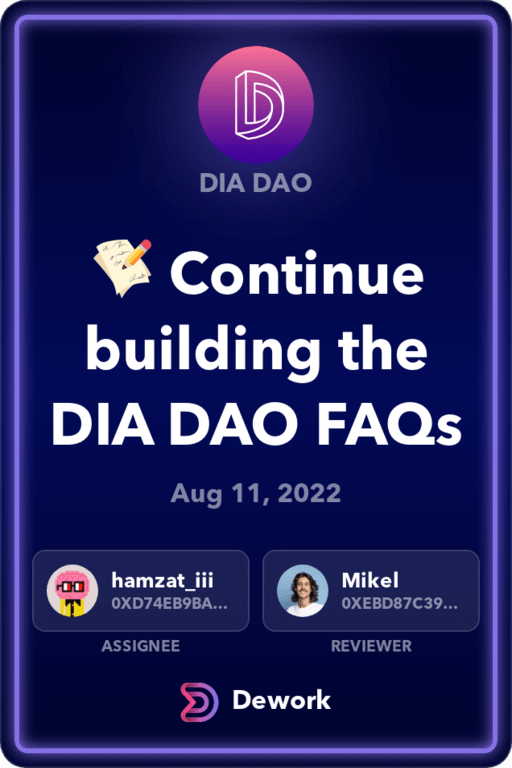 DIA DAO
Continue
building the
DIA DAO FAQs
Aug 11, 2022
hamzat_iii
0XD74EB9BA...
ASSIGNEE
Mikel
0XEBD87C39...
REVIEWER
Dework